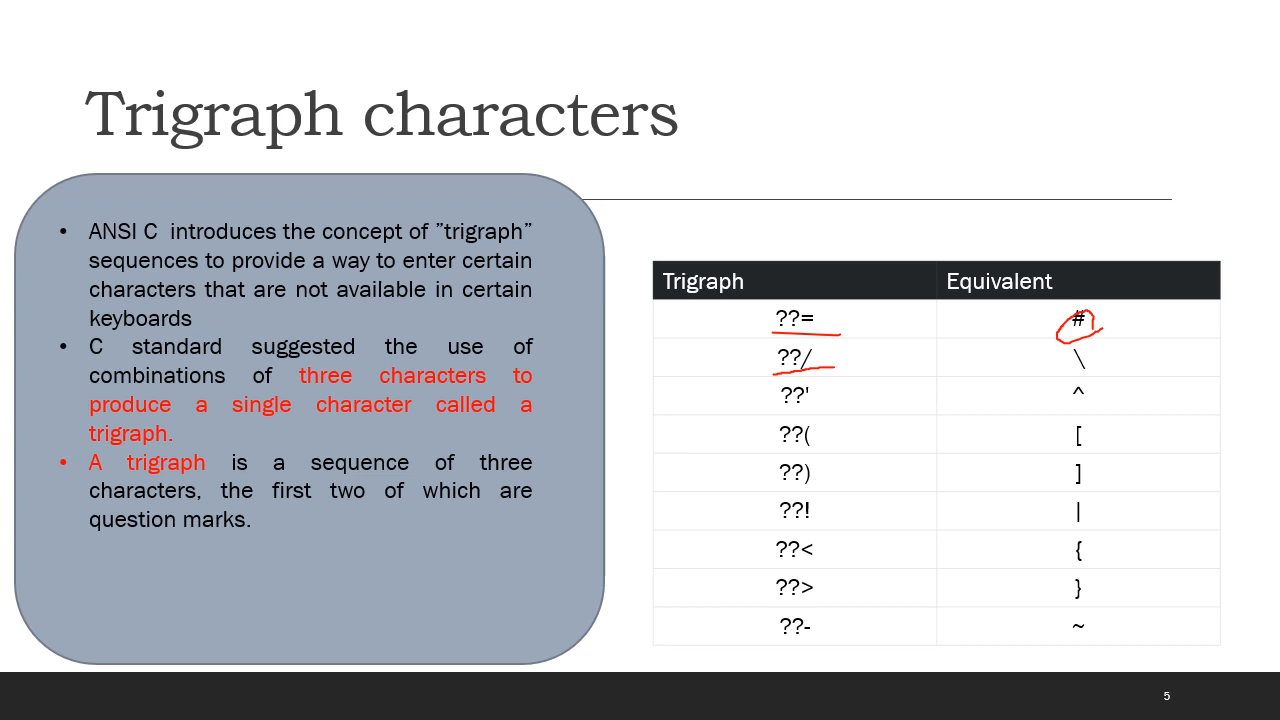 Trigraph characters
• ANSI C  introduces the concept of ”trigraph”
sequences to provide a way to enter certain
characters that are not available in certain
keyboards
• C standard suggested the use of
combinations of three characters to
produce a single character called a
trigraph.
• A trigraph is a sequence of three
characters, the first two of which are
question marks.
Trigraph Equivalent
??= #
??/ \
??' ^
??( [
??) ]
??! |
??< {
??> }
??- ~
5